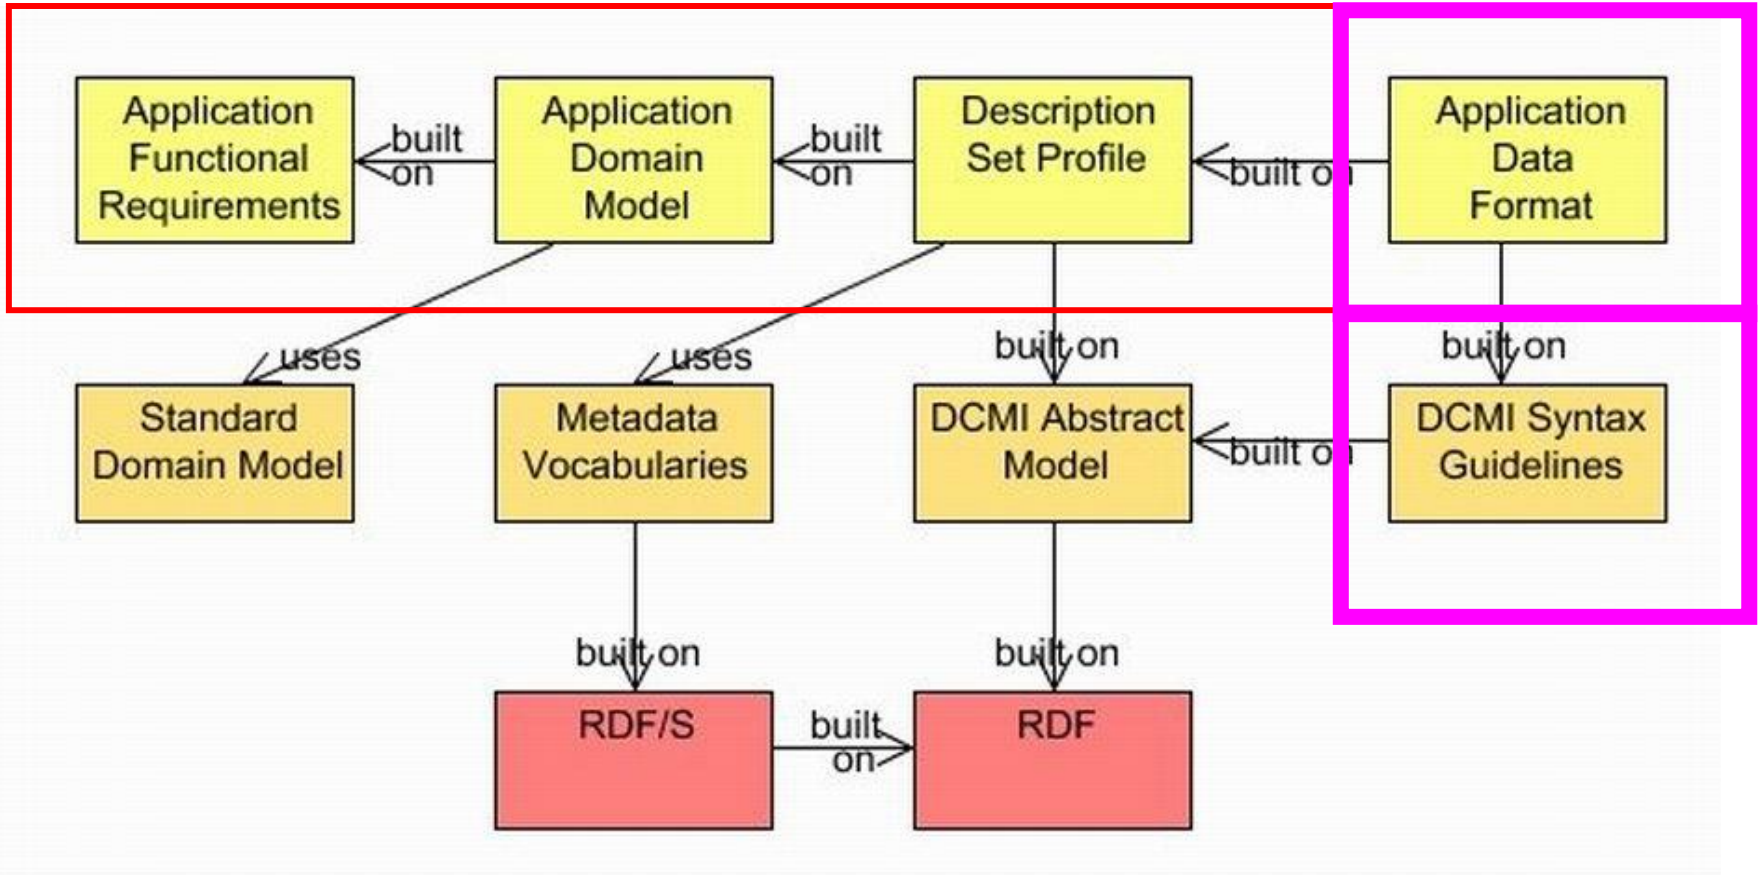 Application
Functional
Requirements
built
on
Application
Domain
Model
built
on
Description
Set Profile
built on
Application
Data
Format
uses
uses
built on
built on
Standard
Domain Model
Metadata
Vocabularies
DCMI Abstract
Model
built on
DCMI Syntax
Guidelines
built on
built on
RDF/S
built
on
RDF